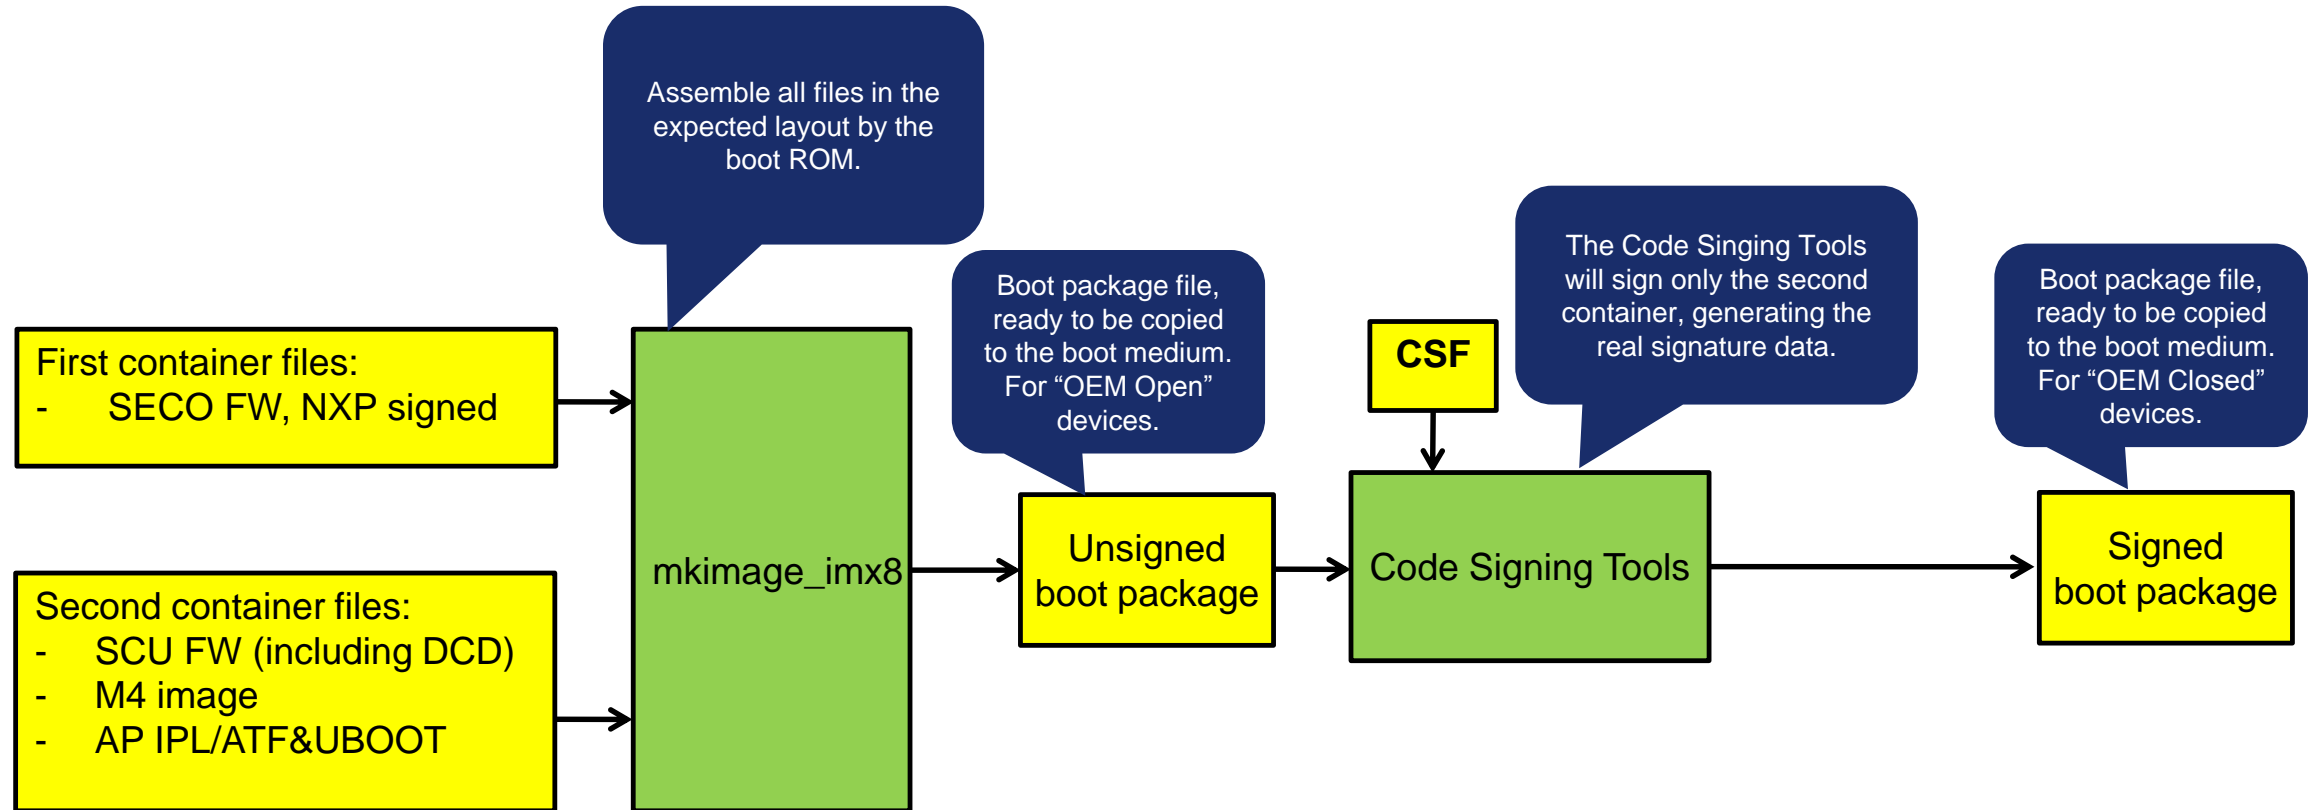 Assemble all files in the
expected layout by the
boot ROM.
First container files:
- SECO FW, NXP signed
Second container files:
- SCU FW (including DCD)
- M4 image
- AP IPL/ATF&UBOOT
mkimage_imx8
Boot package file,
ready to be copied
to the boot medium.
For “OEM Open”
devices.
Unsigned
boot package
CSF
The Code Singing Tools
will sign only the second
container, generating the
real signature data.
Code Signing Tools
Boot package file,
ready to be copied
to the boot medium.
For “OEM Closed”
devices.
Signed
boot package